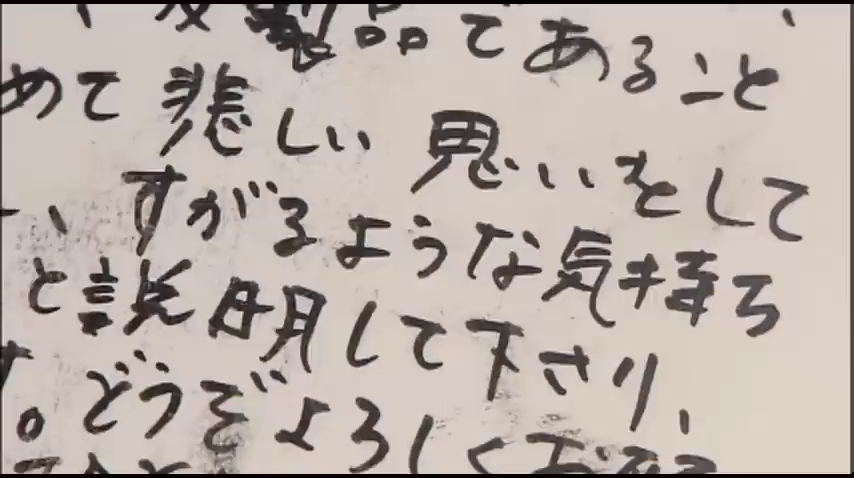 製品であること
めて悲しい思いをして
、すがるような気持ち
と説明して下さり、
。どうぞよろしくお